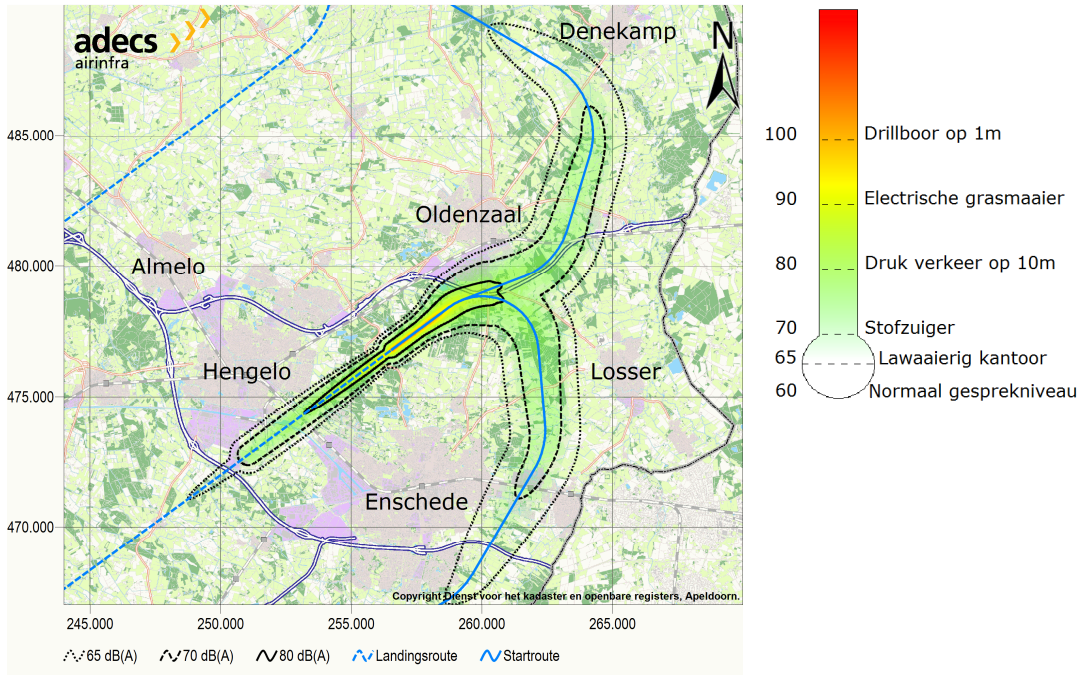 adecs
airinfra
Denekamp
N
485.000
Oldenzaal
480.000
Almelo
Hengelo
Losser
475.000
Enschede
470.000
Copyright Dienst voor het kadaster en openbare registers, Apeldoorn.
245.000 250.000 255.000 260.000 265.000
65 dB(A) 70 dB(A) 80 dB(A) Landingsroute Startroute
100 Drillboor op 1m
90 Electrische grasmaaier
80 Druk verkeer op 10m
70 Stofzuiger
65 Lawaaierig kantoor
60 Normaal gespreksniveau